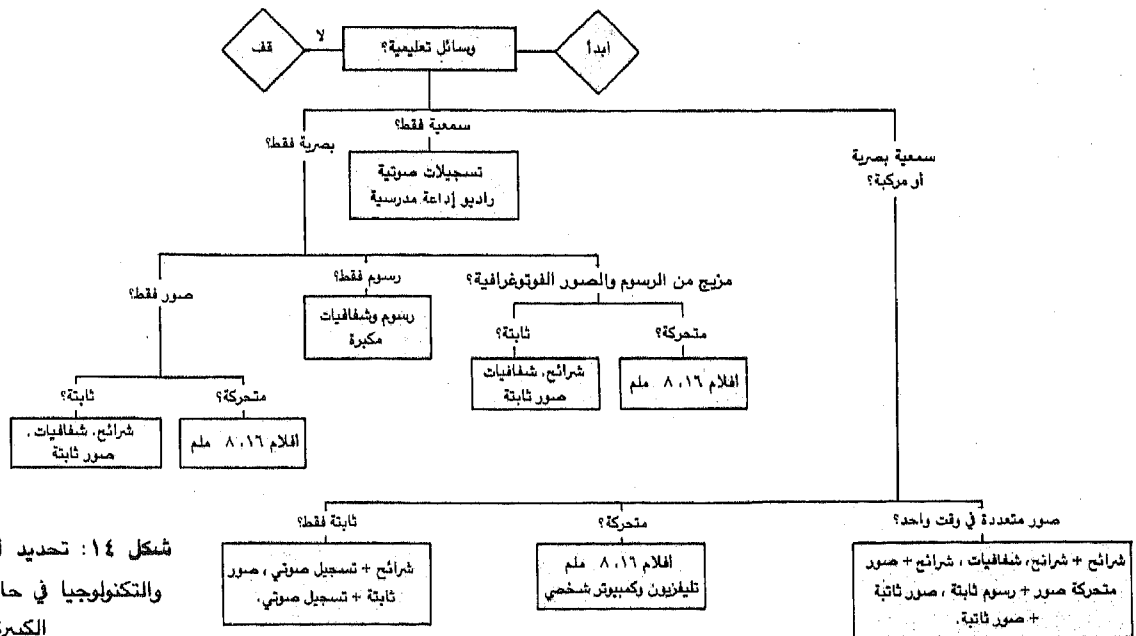 ابدأ
وسائل تعليمية؟
لا
قف
سمعية بصرية
أو مركبة؟
سمعية فقط؟
بصرية فقط؟
تسجيلات صوتية
راديو إذاعة مدرسية
مزيج من الرسوم والصور الفوتوغرافية؟
رسوم فقط؟
صور فقط؟
رسوم وشفافيات
مكبرة
متحركة؟
ثابتة؟
افلام ٨،١٦ ملم
شرائح، شفافيات
صور ثابتة
متحركة؟
ثابتة؟
افلام ٨،١٦ ملم
شرائح، شفافيات،
صور ثابتة
صور متعددة في وقت واحد؟
متحركة؟
ثابتة فقط؟
شرائح + شرائح، شفافيات، شرائح + صور
متحركة صور + رسوم ثابتة، صور ثاتبة
+ صور ثاتبة.
افلام ٨،١٦ ملم
تليفزيون وكمبيوتر شخصي
شرائح + تسجيل صوتي، صور
ثابتة + تسجيل صوتي.
شكل ١٤: تحديد
والتكنولوجيا في
الكبيرة